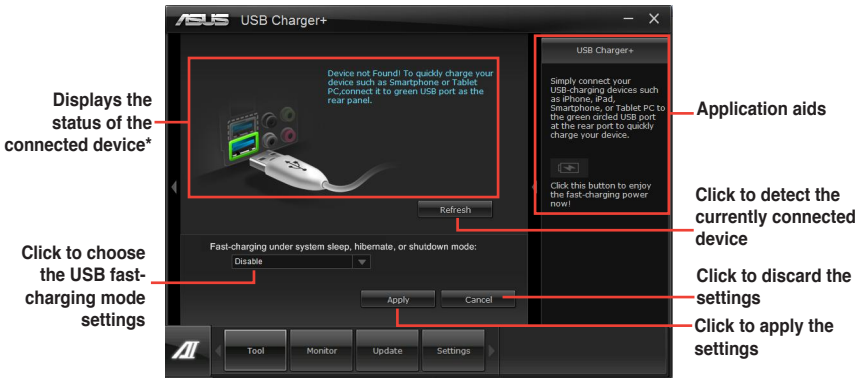 ASUS USB Charger+
Device not Found! To quickly charge your
device such as Smartphone or Tablet
PC,connect it to green USB port as the
rear panel.
Refresh
Fast-charging under system sleep, hibernate, or shutdown mode:
Disable
Apply
Cancel
Tool
Monitor
Update
Settings
USB Charger+
Simply connect your
USB-charging devices such
as iPhone, iPad,
Smartphone, or Tablet PC to
the green circled USB port
at the rear port to quickly
charge your device.
Click this button to enjoy
the fast-charging power
now!
Displays the
status of the
connected device*
Click to choose
the USB fast-
charging mode
settings
Application aids
Click to detect the
currently connected
device
Click to discard the
settings
Click to apply the
settings